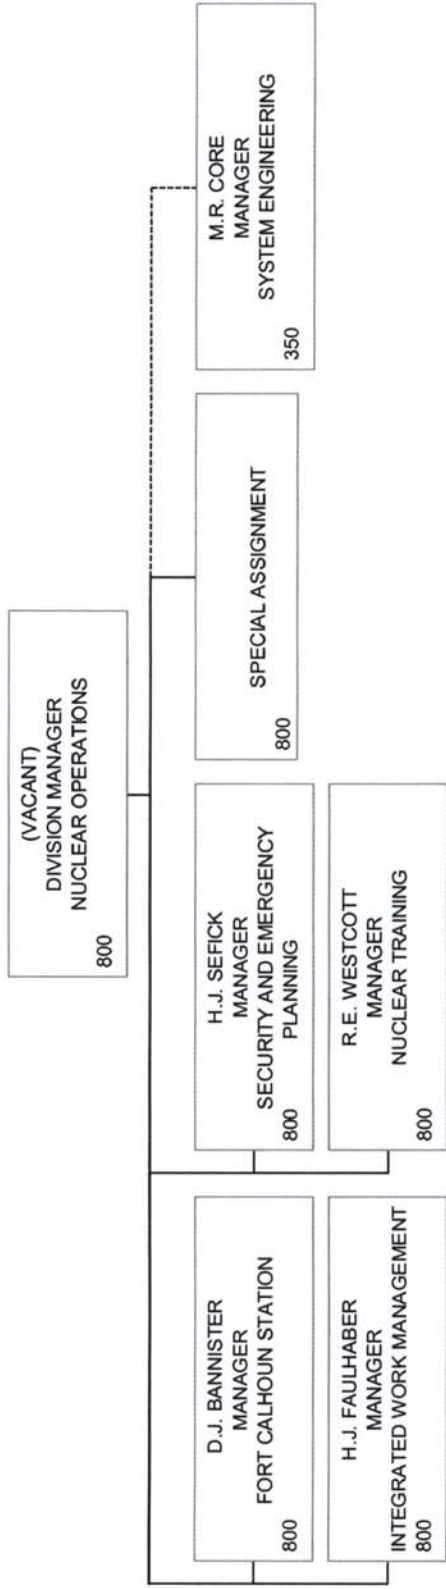 (VACANT)
DIVISION MANAGER
NUCLEAR OPERATIONS
800
D.J. BANNISTER
MANAGER
FORT CALHOUN STATION
800
H.J. FAULHABER
MANAGER
INTEGRATED WORK MANAGEMENT
800
H.J. SEFICK
MANAGER
SECURITY AND EMERGENCY
PLANNING
800
R.E. WESTCOTT
MANAGER
NUCLEAR TRAINING
800
SPECIAL ASSIGNMENT
800
M.R. CORE
MANAGER
SYSTEM ENGINEERING
350